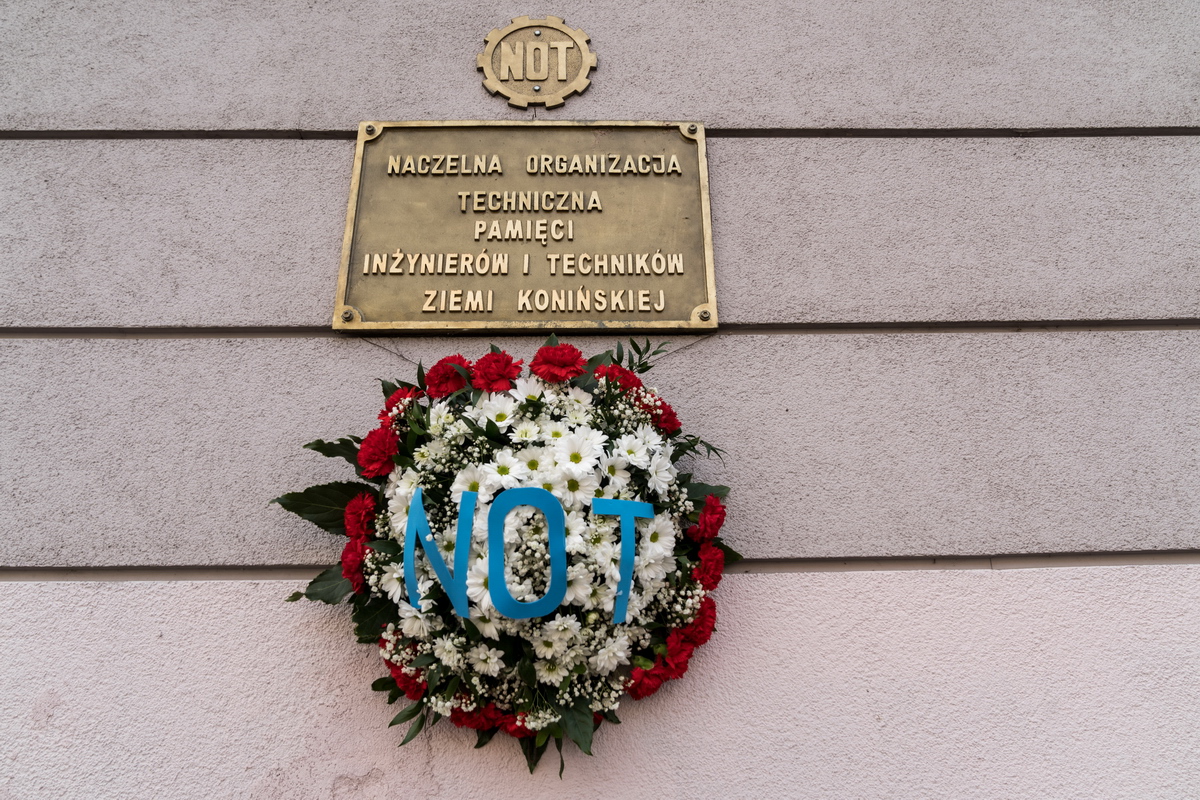 NOT
NACZELNA ORGANIZACJA
TECHNICZNA
PAMIĘCI
INŻYNIERÓW I TECHNIKÓW
ZIEMI KONIŃSKIEJ
NOT